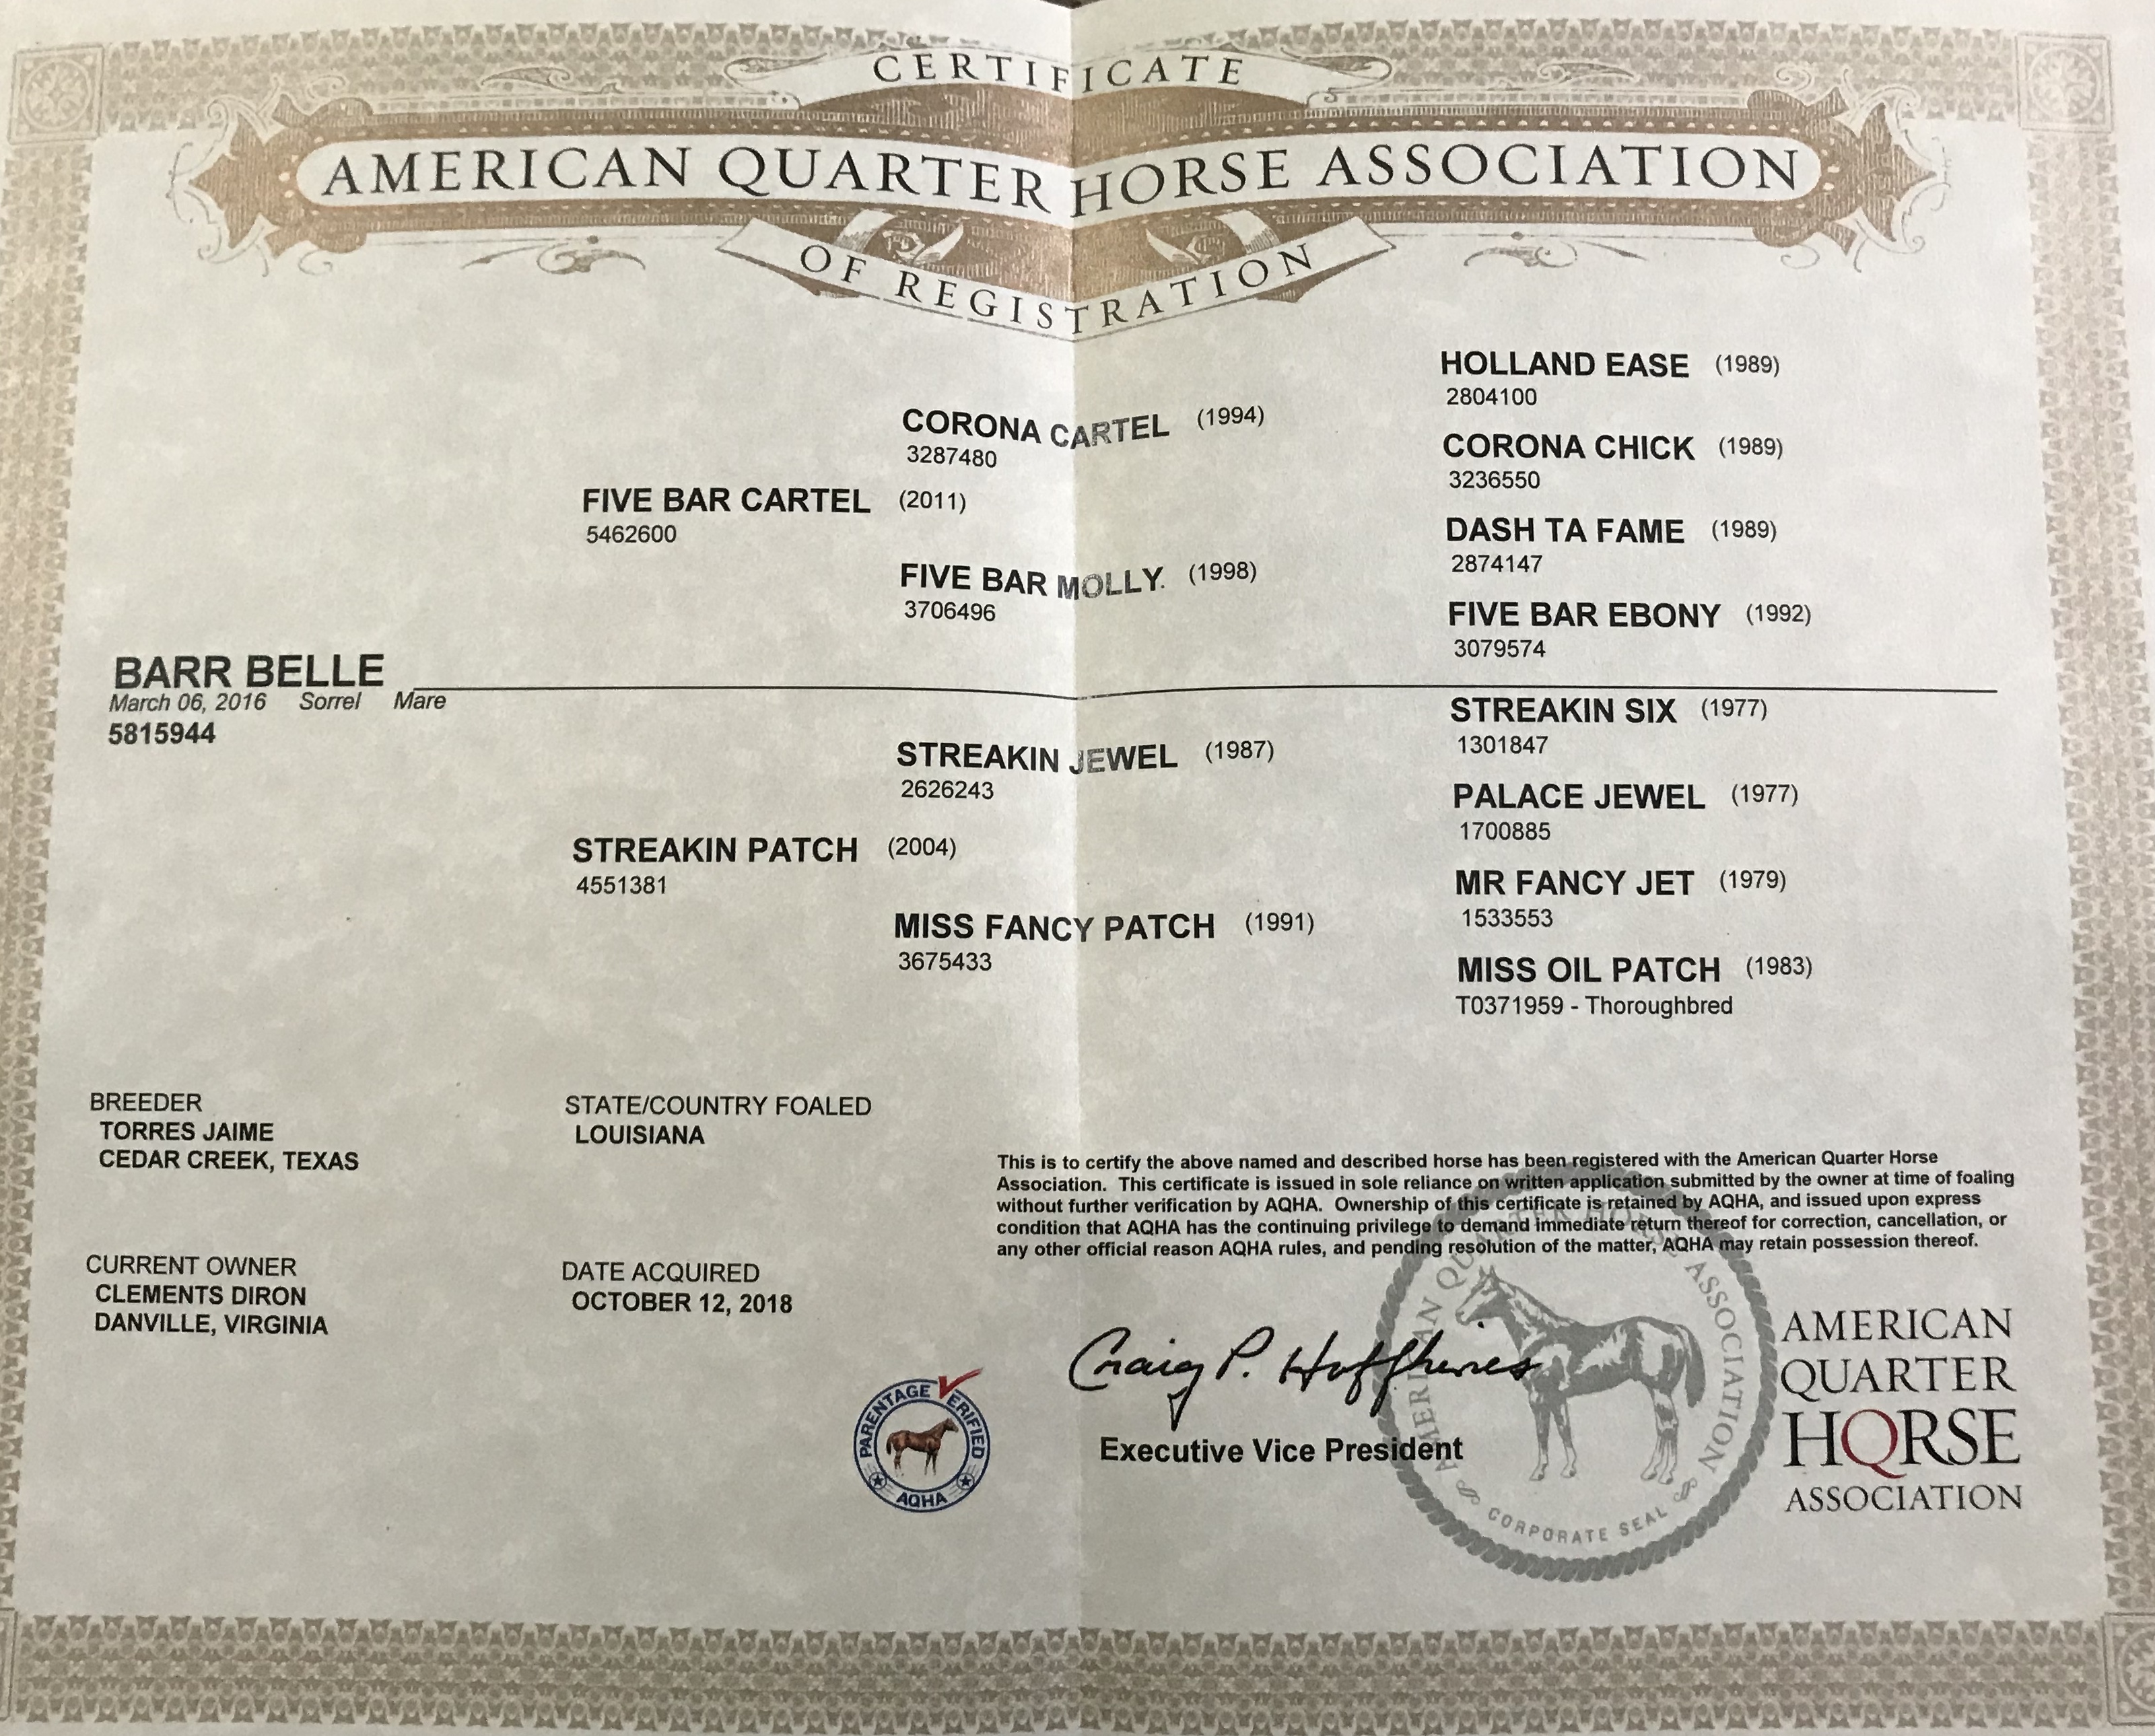 CERTIFICATE
AMERICAN QUARTER HORSE ASSOCIATION
OF REGISTRATION
HOLLAND EASE (1989)
2804100
CORONA CARTEL (1994)
3287480
CORONA CHICK (1989)
3236550
FIVE BAR CARTEL (2011)
5462600
DASH TA FAME (1989)
2874147
FIVE BAR MOLLY. (1998)
3706496
FIVE BAR EBONY (1992)
3079574
BARR BELLE
March 06, 2016 Sorrel Mare
5815944
STREAKIN SIX (1977)
1301847
STREAKIN JEWEL (1987)
2626243
PALACE JEWEL (1977)
1700885
STREAKIN PATCH (2004)
4551381
MR FANCY JET (1979)
1533553
MISS FANCY PATCH (1991)
3675433
MISS OIL PATCH (1983)
T0371959 - Thoroughbred
BREEDER
TORRES JAIME
CEDAR CREEK, TEXAS
STATE/COUNTRY FOALED
LOUISIANA
CURRENT OWNER
CLEMENTS DIRON
DANVILLE, VIRGINIA
DATE ACQUIRED
OCTOBER 12, 2018
This is to certify the above named and described horse has been registered with the American Quarter Horse
Association. This certificate is issued in sole reliance on written application submitted by the owner at time of foaling
without further verification by AQHA. Ownership of this certificate is retained by AQHA, and issued upon express
condition that AQHA has the continuing privilege to demand immediate return thereof for correction, cancellation, or
any other official reason AQHA rules, and pending resolution of the matter, AQHA may retain possession thereof.
PARENTAGE VERIFIED
AQHA
Craig P. Huffhines
Executive Vice President
AMERICAN QUARTER HORSE ASSOCIATION
CORPORATE SEAL
AMERICAN
QUARTER
HORSE
ASSOCIATION